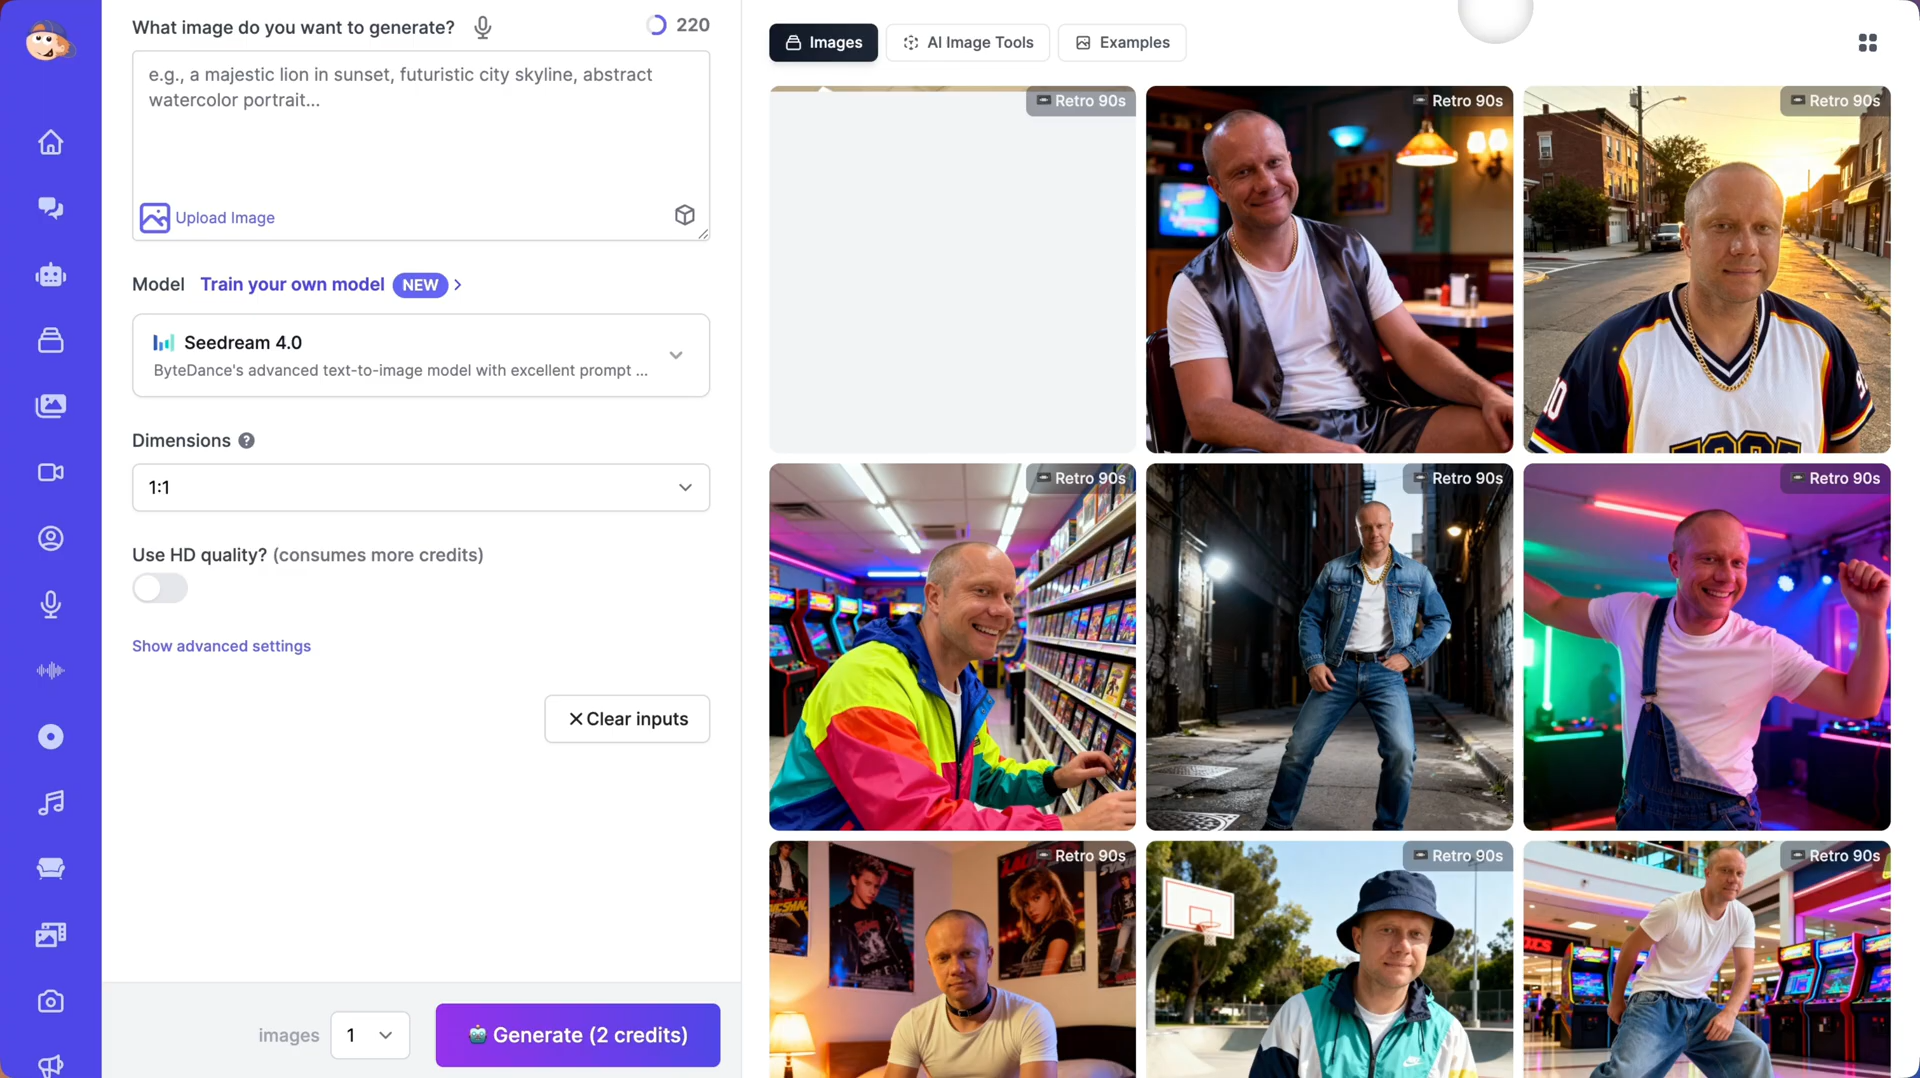 What image do you want to generate?
220
e.g., a majestic lion in sunset, futuristic city skyline, abstract
watercolor portrait...
Upload Image
Model Train your own model NEW >
Seedream 4.0
ByteDance's advanced text-to-image model with excellent prompt ...
Dimensions ?
1:1
Use HD quality? (consumes more credits)
Show advanced settings
Clear inputs
images 1
Generate (2 credits)
Images
AI Image Tools
Examples
Retro 90s
Retro 90s
Retro 90s
Retro 90s
Retro 90s
Retro 90s
Retro 90s
Retro 90s
Retro 90s